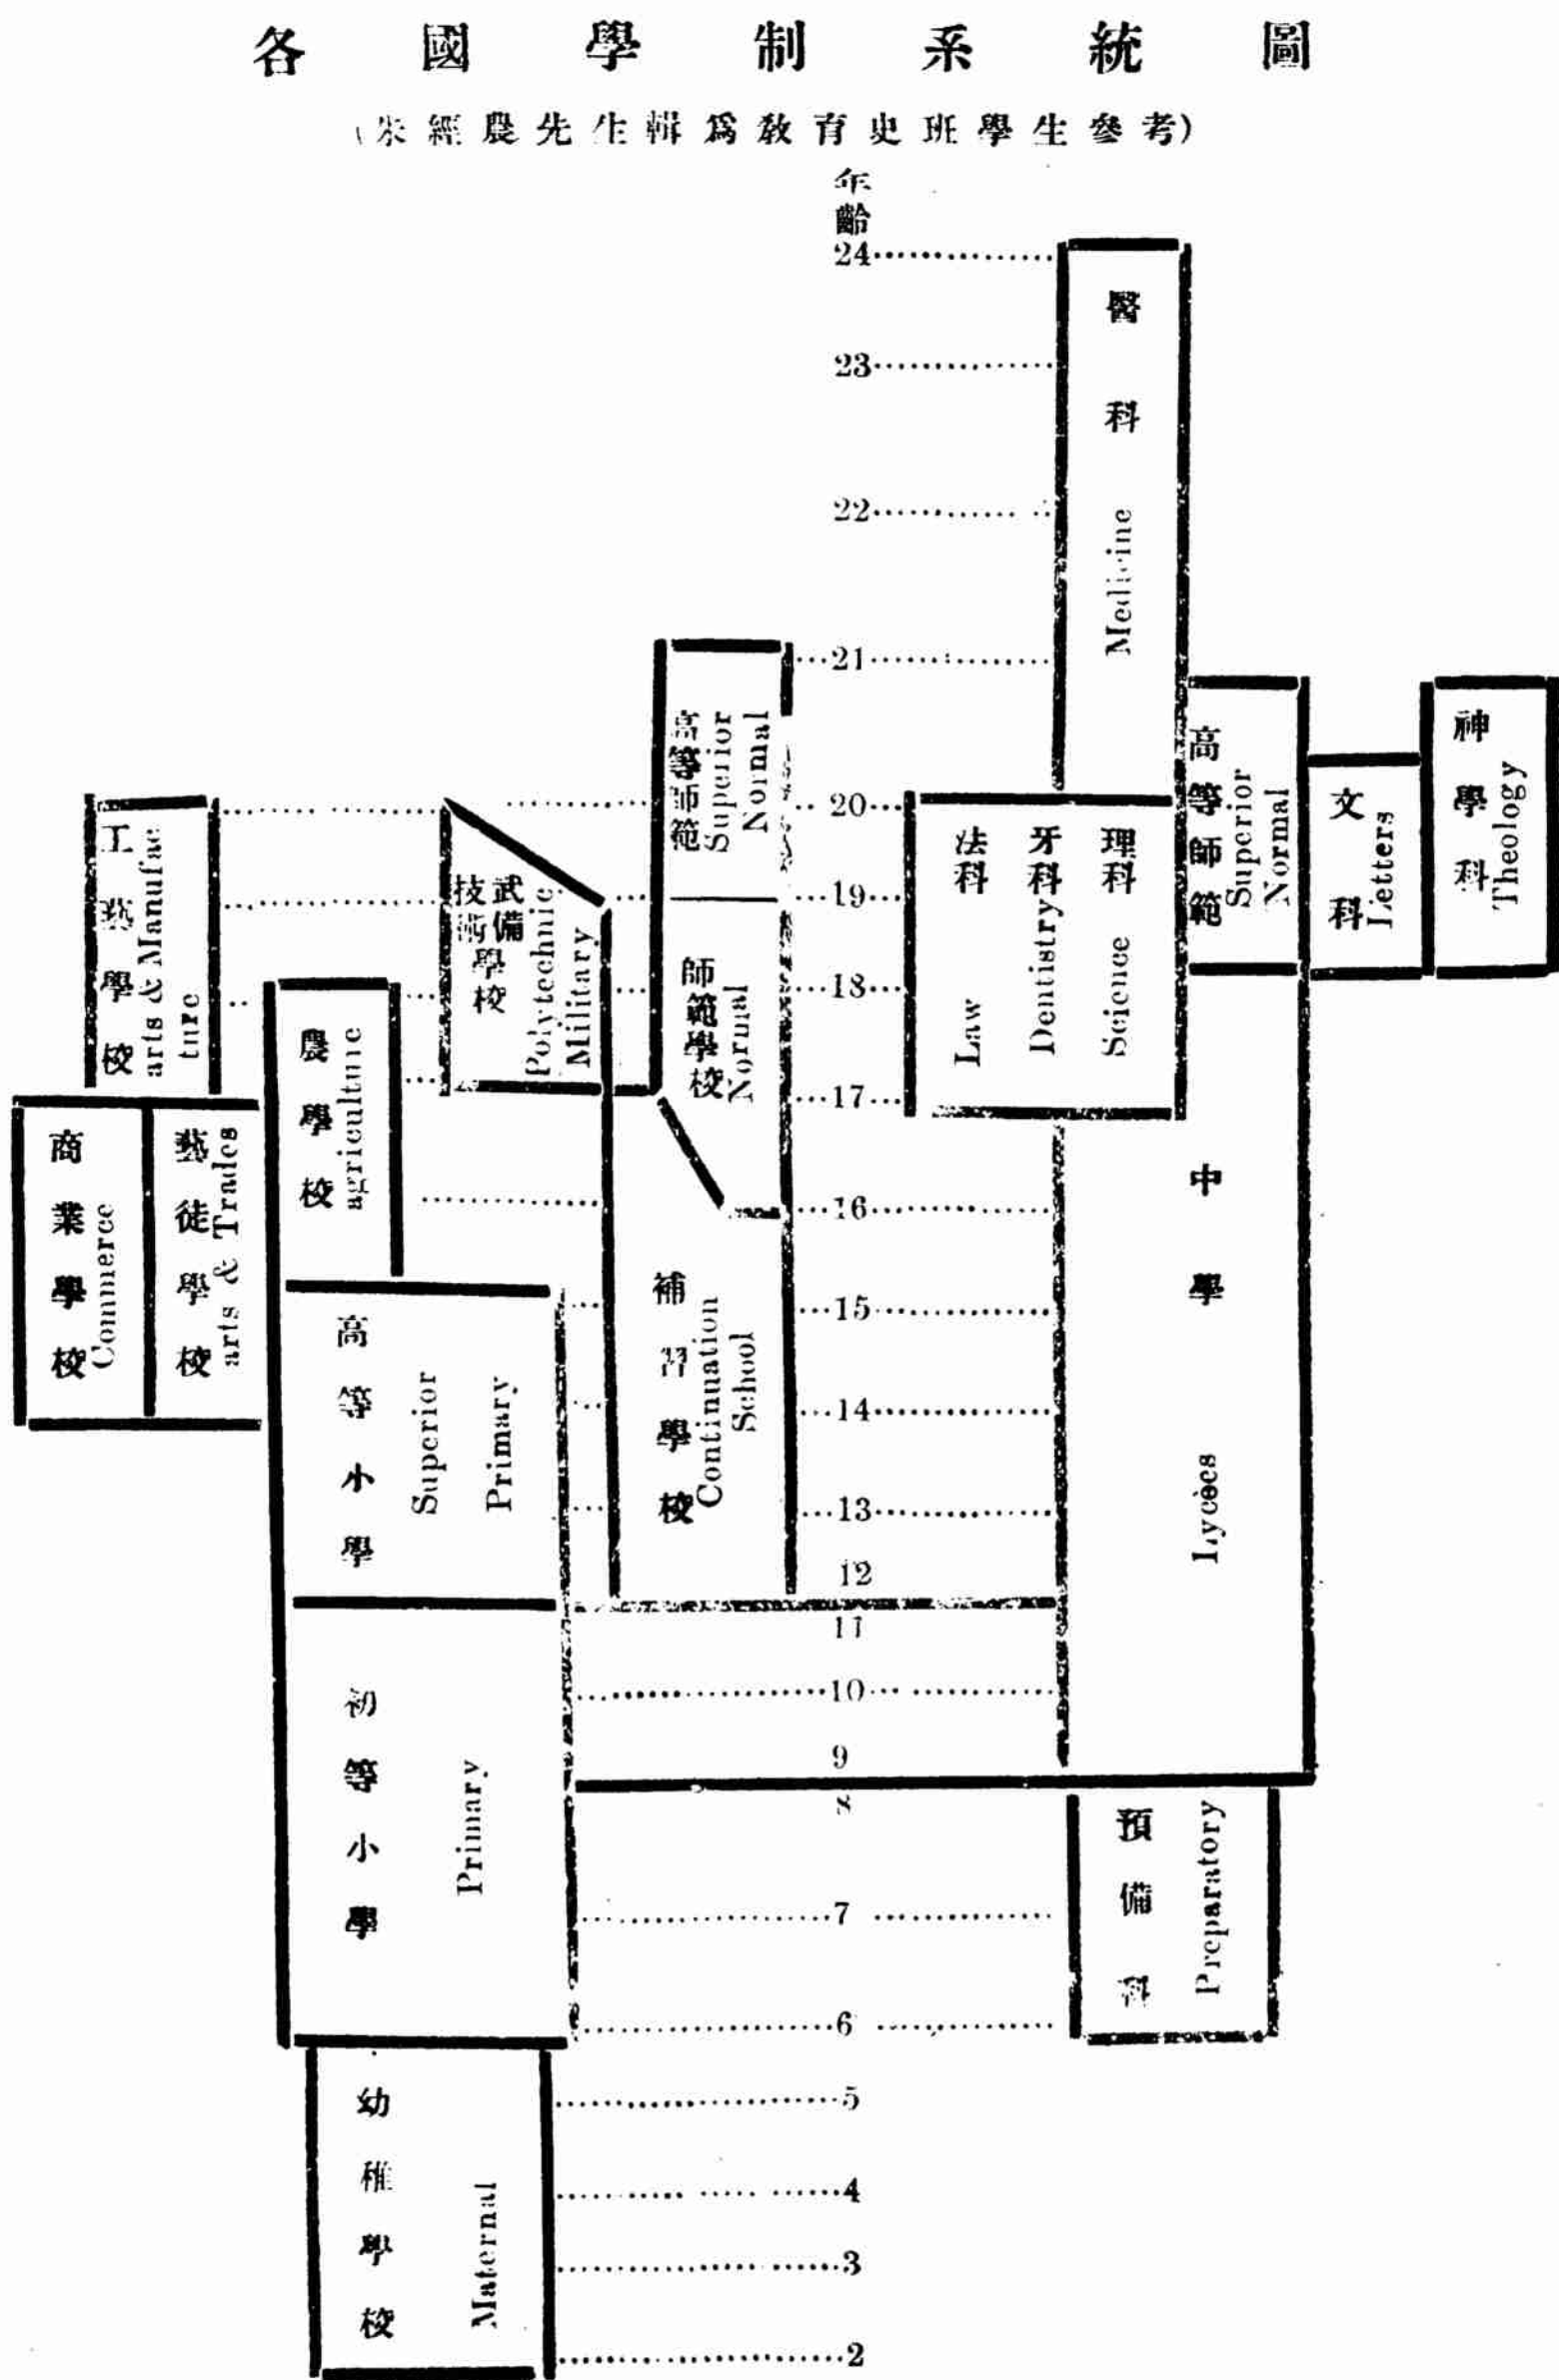 各國學制系統圖
(朱經農先生輯爲敎育史班學生參考)
年齡
24
23
22
21
20
19
18
17
16
15
14
13
12
11
10
9
8
7
6
5
4
3
2
醫科 Medicine
高等師範 Superior Normal
神學科 Theology
高等師範 Superior Normal
文科 Letters
工藝學校 arts & Manufac
ture
武備
技術
學校
Polytechnic
Military
法科 Law
牙科 Dentistry
理科 Science
師範學校 Normal
農學校 agriculture
商業學校 Commerce
藝徒學校 arts & Trades
中學 Lycées
補習學校 Continuation
School
高等小學 Superior
Primary
初等小學 Primary
預備科 Preparatory
幼稚學校 Maternal